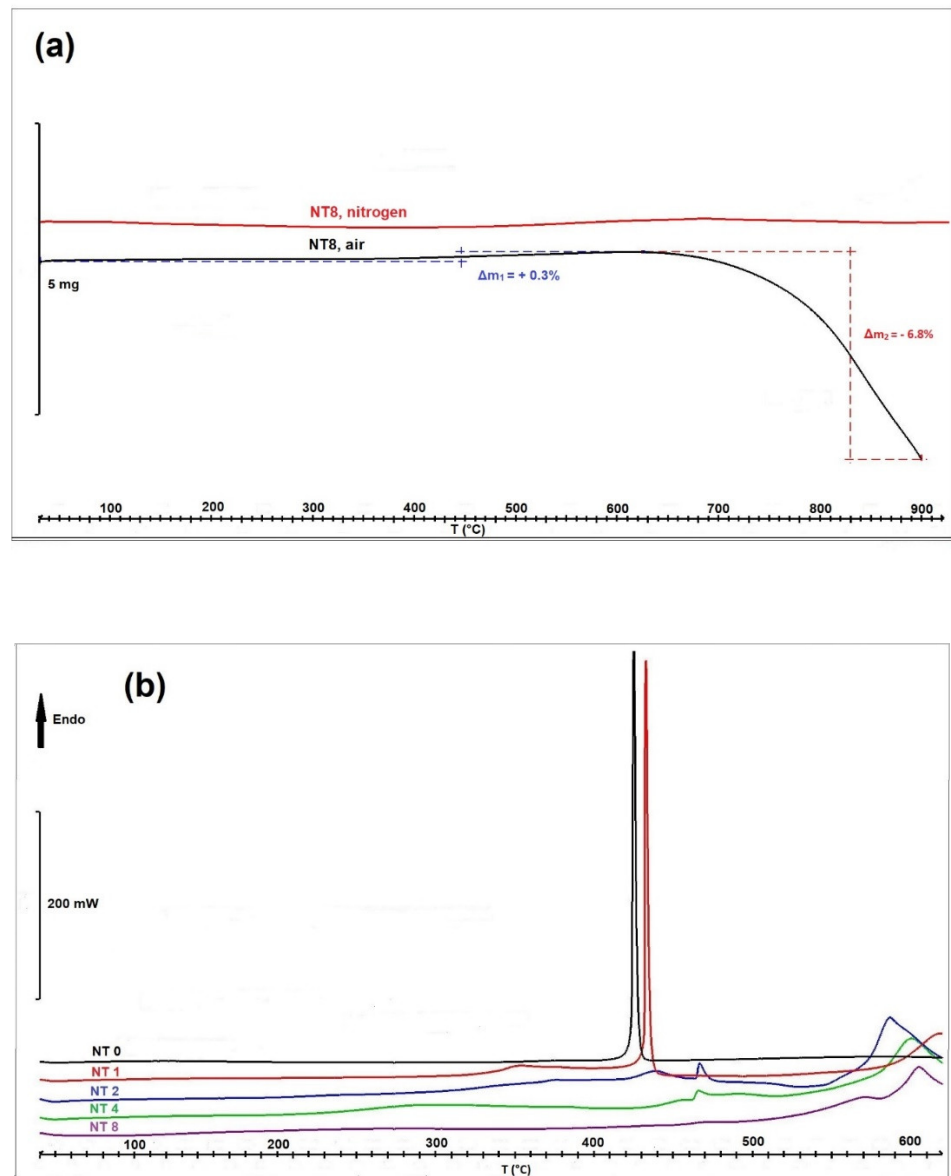 (a)
NT8, nitrogen
NT8, air
Δm₁ = + 0.3%
5 mg
Δm₂ = - 6.8%
100 200 300 400 500 600 700 800 900
T (°C)
(b)
Endo
200 mW
NT 0
NT 1
NT 2
NT 4
NT 8
100 200 300 400 500 600
T (°C)